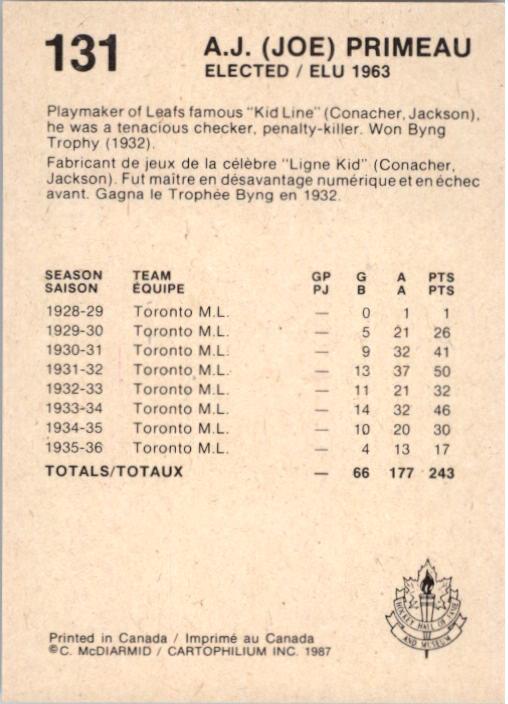 131
A.J. (JOE) PRIMEAU
ELECTED / ELU 1963
Playmaker of Leafs famous "Kid Line" (Conacher, Jackson),
he was a tenacious checker, penalty-killer. Won Byng
Trophy (1932).
Fabricant de jeux de la célèbre "Ligne Kid" (Conacher,
Jackson). Fut maître en désavantage numérique et en échec
avant. Gagna le Trophée Byng en 1932.
SEASON TEAM GP G A PTS
SAISON ÉQUIPE PJ B A PTS
1928-29 Toronto M.L. — 0 1 1
1929-30 Toronto M.L. — 5 21 26
1930-31 Toronto M.L. — 9 32 41
1931-32 Toronto M.L. — 13 37 50
1932-33 Toronto M.L. — 11 21 32
1933-34 Toronto M.L. — 14 32 46
1934-35 Toronto M.L. — 10 20 30
1935-36 Toronto M.L. — 4 13 17
TOTALS/TOTAUX — 66 177 243
HOCKEY HALL OF FAME
AND MUSEUM
Printed in Canada / Imprimé au Canada
©C. McDIARMID / CARTOPHILIUM INC. 1987